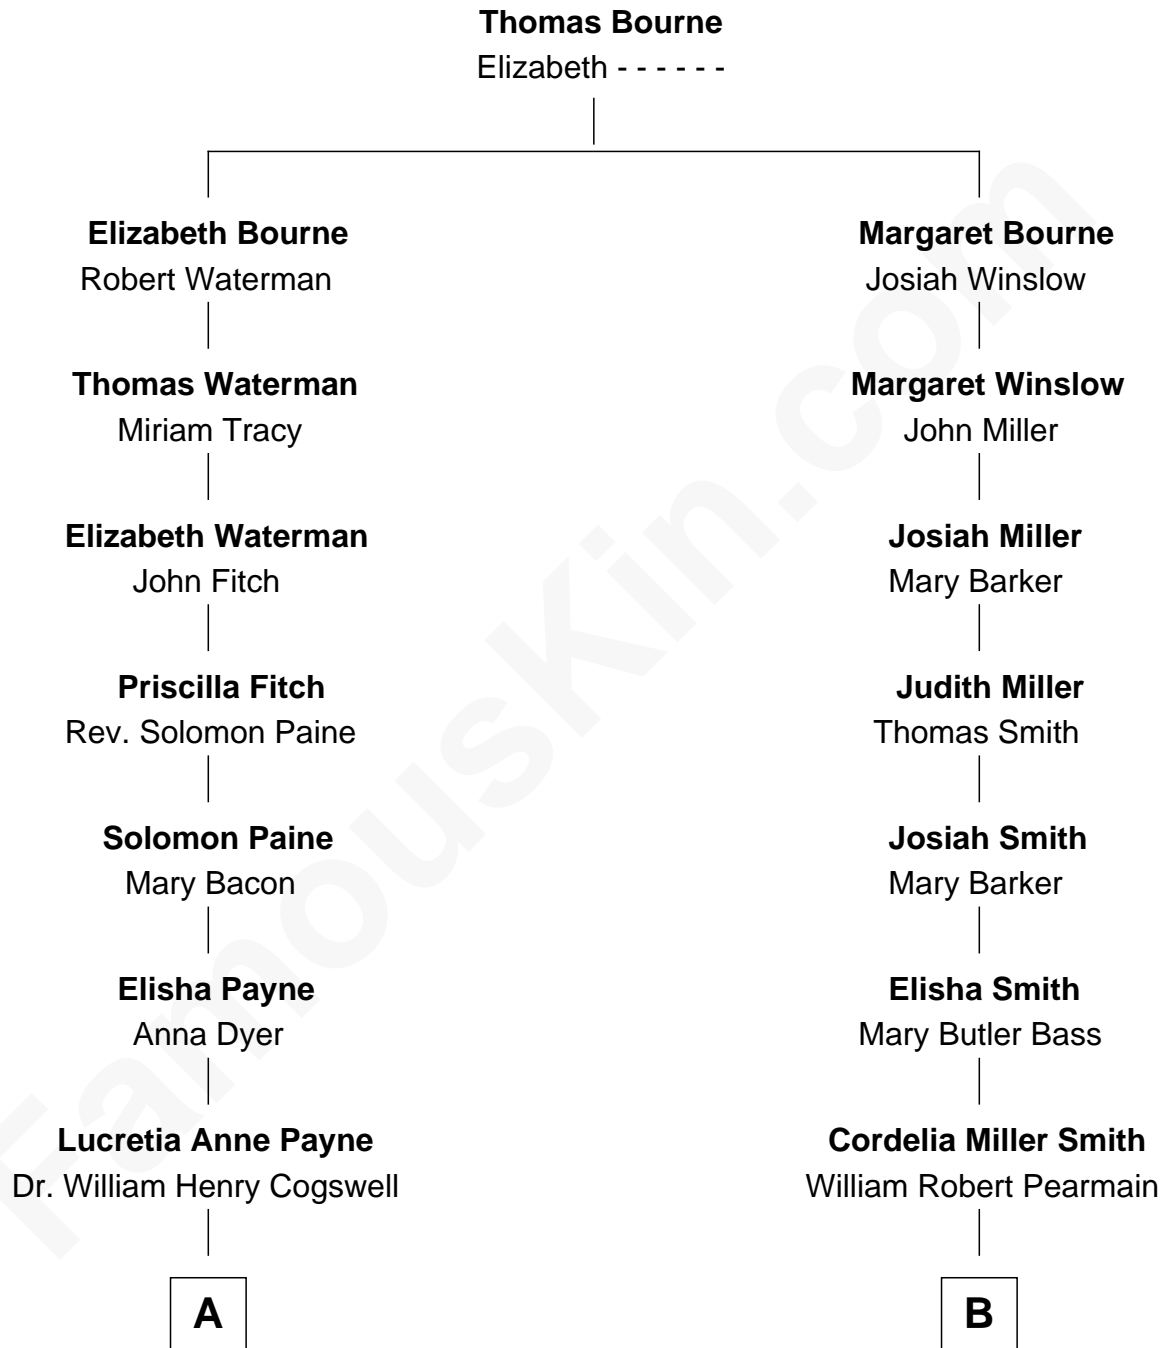 Thomas Bourne
Elizabeth - - - - - -
Elizabeth Bourne
Robert Waterman
Margaret Bourne
Josiah Winslow
Thomas Waterman
Miriam Tracy
Margaret Winslow
John Miller
Elizabeth Waterman
John Fitch
Josiah Miller
Mary Barker
Priscilla Fitch
Rev. Solomon Paine
Judith Miller
Thomas Smith
Solomon Paine
Mary Bacon
Josiah Smith
Mary Barker
Elisha Payne
Anna Dyer
Elisha Smith
Mary Butler Bass
Lucretia Anne Payne
Dr. William Henry Cogswell
Cordelia Miller Smith
William Robert Pearmain
A
B
FamousKin.com